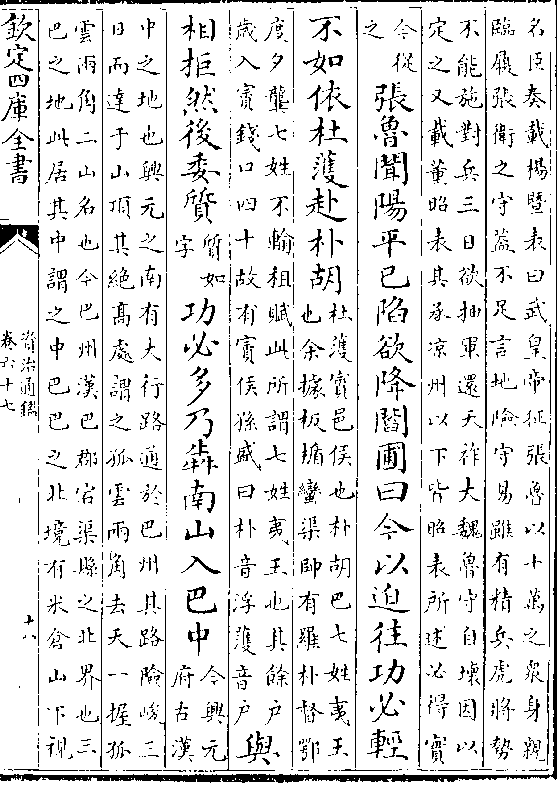 名臣奏載楊暨表曰武皇帝征張魯以十萬之衆身親
臨履張衛之守蓋不足言地險守易雖有精兵虎將勢
不能施對兵三日欲抽軍還天祚大魏魯守自壞因以
定之又載董昭表其承凉州以下皆昭表所述必得實
今從
之
張魯聞陽平已陷欲降閻圃曰今以迫往功必輕
不如依杜濩赴朴胡
杜濩賨邑侯也朴胡巴七姓夷王
也余據板楯蠻渠帥有羅朴督鄂
度夕龔七姓不輸租賦此所謂七姓夷王也其餘戶
歲入賨錢口四十故有賨侯孫盛曰朴音浮濩音戶
與
相拒然後委質
質如
字
功必多乃犇南山入巴中
今興元
府古漢
中之地也興元之南有大行路通於巴州其路險峻三
日而達于山頂其絶高處謂之孤雲兩角去天一握孤
雲兩角二山名也今巴州漢巴郡宕渠縣之北界也三
巴之地此居其中謂之中巴巴之北境有米倉山下視
欽定四庫全書
資治通鑑
卷六十七
十八